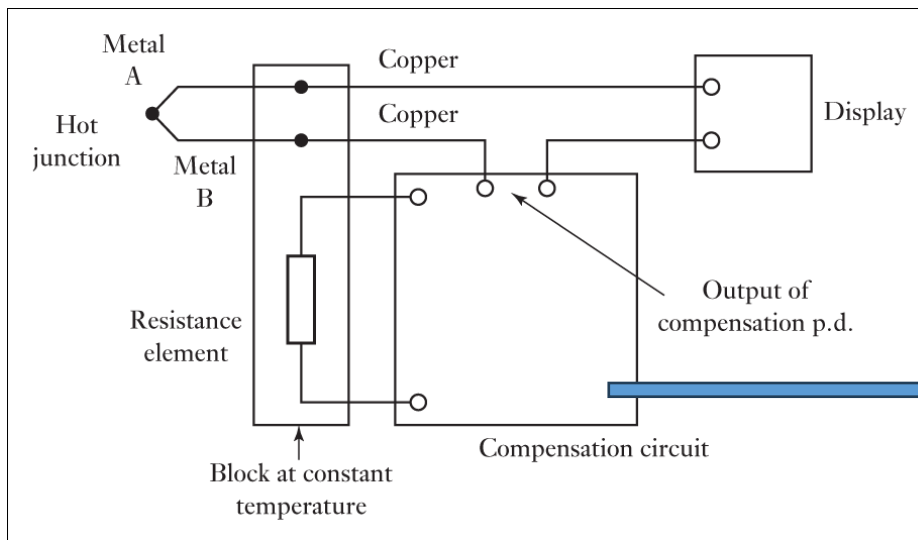 Metal
A
Copper
Copper
Display
Hot
junction
Metal
B
Output of
compensation p.d.
Resistance
element
Compensation circuit
Block at constant
temperature